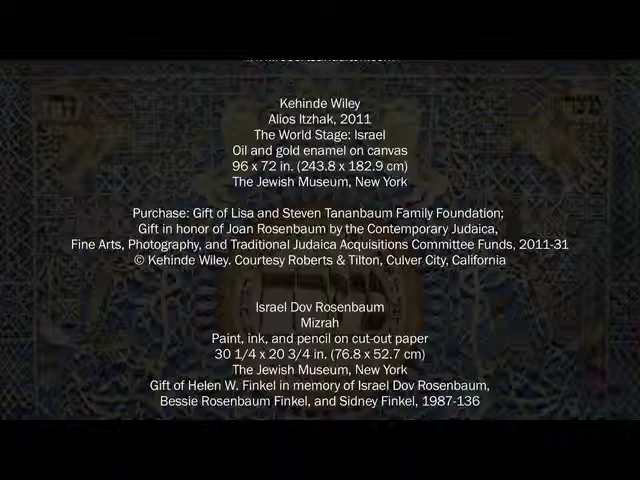 Kehinde Wiley
Alios Itzhak, 2011
The World Stage: Israel
Oil and gold enamel on canvas
96 x 72 in. (243.8 x 182.9 cm)
The Jewish Museum, New York
Purchase: Gift of Lisa and Steven Tananbaum Family Foundation;
Gift in honor of Joan Rosenbaum by the Contemporary Judaica,
Fine Arts, Photography, and Traditional Judaica Acquisitions Committee Funds, 2011-31
© Kehinde Wiley. Courtesy Roberts & Tilton, Culver City, California
Israel Dov Rosenbaum
Mizrah
Paint, ink, and pencil on cut-out paper
30 1/4 x 20 3/4 in. (76.8 x 52.7 cm)
The Jewish Museum, New York
Gift of Helen W. Finkel in memory of Israel Dov Rosenbaum,
Bessie Rosenbaum Finkel, and Sidney Finkel, 1987-136